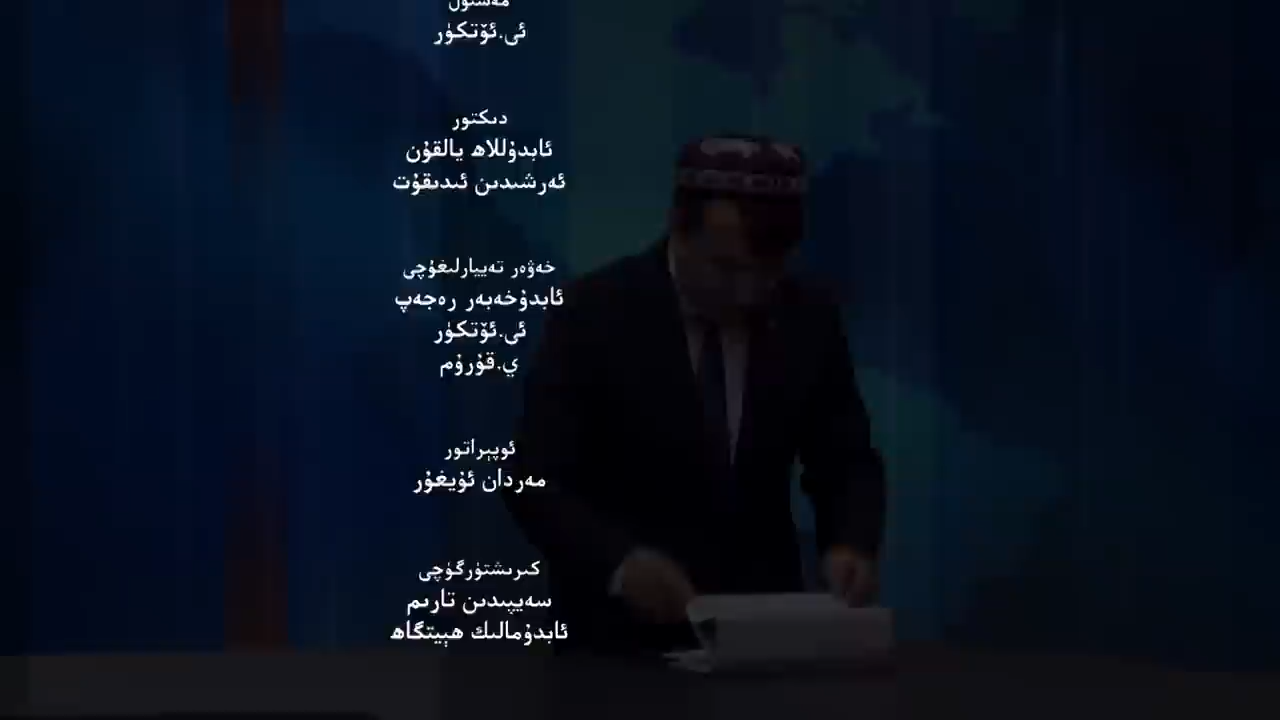 مەسئۇل
ئى.ئۆتكۈر
دىكتور
ئابدۇللاھ يالقۇن
ئەرشىدىن ئىدىقۇت
خەۋەر تەييارلىغۇچى
ئابدۇخەبەر رەجەپ
ئى.ئۆتكۈر
ي.قۇرۇم
ئوپېراتور
مەردان ئۇيغۇر
كىرىشتۈرگۈچى
سەيپىدىن تارىم
ئابدۇمالىك ھېيتگاھ